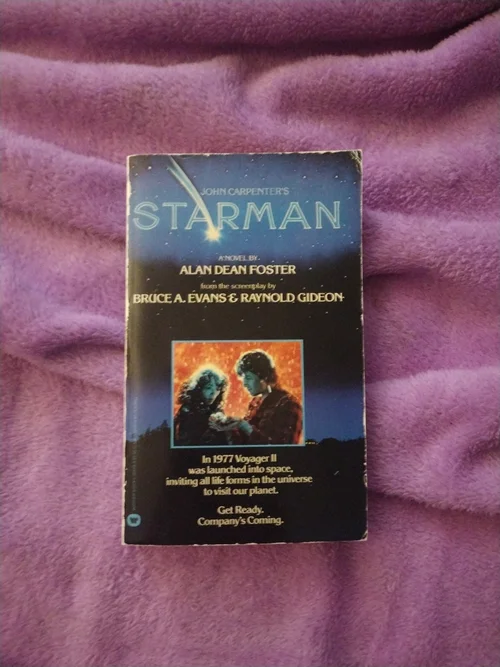 JOHN CARPENTER'S
STARMAN
A NOVEL BY
ALAN DEAN FOSTER
from the screenplay by
BRUCE A. EVANS & RAYNOLD GIDEON
In 1977 Voyager II
was launched into space,
inviting all life forms in the universe
to visit our planet.
Get Ready.
Company's Coming.